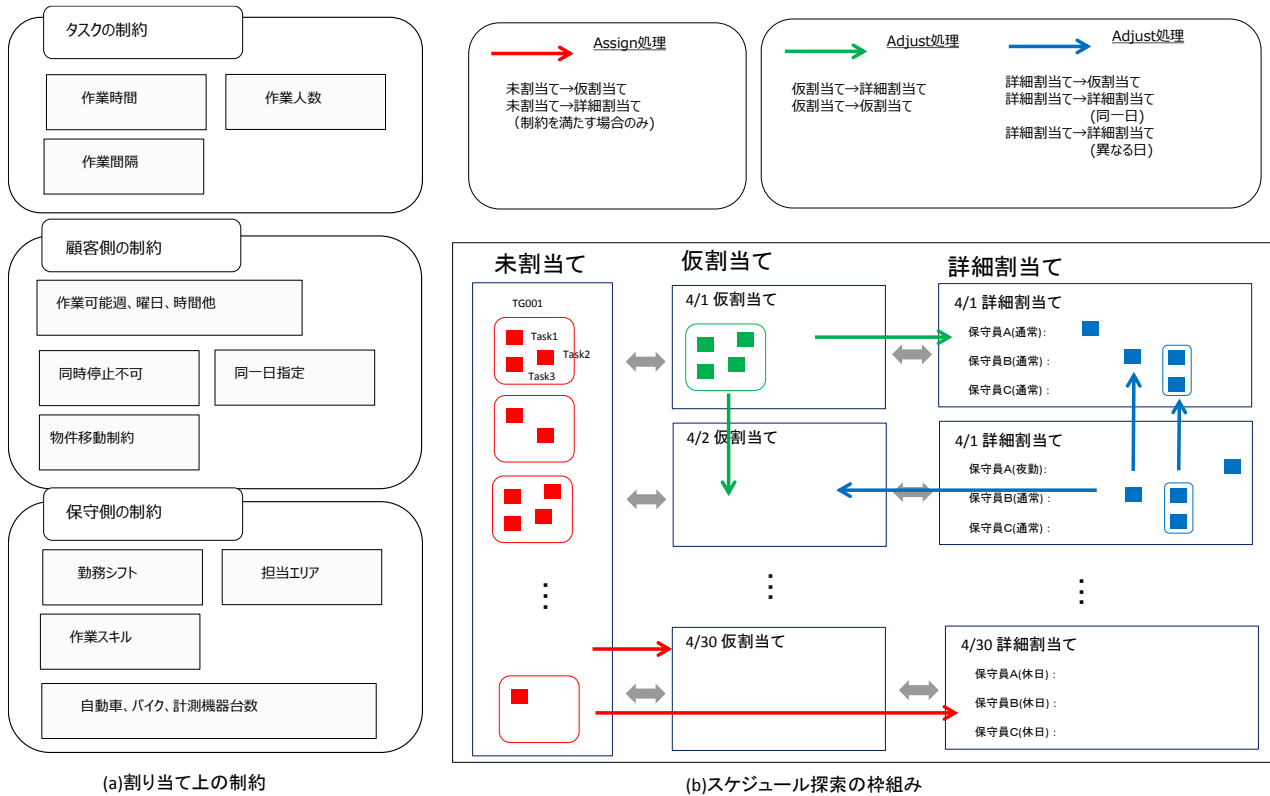 タスクの制約
作業時間
作業人数
作業間隔
顧客側の制約
作業可能週、曜日、時間他
同時停止不可
同一日指定
物件移動制約
保守側の制約
勤務シフト
担当エリア
作業スキル
自動車、バイク、計測機器台数
(a)割り当て上の制約
Assign処理
未割当て→仮割当て
未割当て→詳細割当て
(制約を満たす場合のみ)
Adjust処理
仮割当て→詳細割当て
仮割当て→仮割当て
Adjust処理
詳細割当て→仮割当て
詳細割当て→詳細割当て
(同一日)
詳細割当て→詳細割当て
(異なる日)
未割当て
仮割当て
詳細割当て
TG001
Task1
Task2
Task3
⋮
4/1 仮割当て
4/2 仮割当て
⋮
4/30 仮割当て
4/1 詳細割当て
保守員A(通常) :
保守員B(通常) :
保守員C(通常) :
4/1 詳細割当て
保守員A(夜勤) :
保守員B(通常) :
保守員C(通常) :
⋮
4/30 詳細割当て
保守員A(休日) :
保守員B(休日) :
保守員C(休日) :
(b)スケジュール探索の枠組み